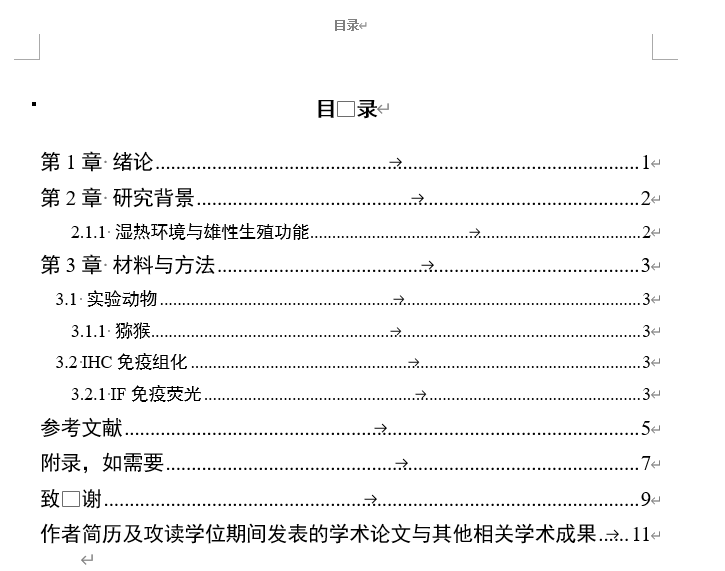 目录
目□录
第 1 章 绪论 1
第 2 章 研究背景 2
2.1.1 湿热环境与雄性生殖功能 2
第 3 章 材料与方法 3
3.1 实验动物 3
3.1.1 猕猴 3
3.2 IHC 免疫组化 3
3.2.1 IF 免疫荧光 3
参考文献 5
附录，如需要 7
致□谢 9
作者简历及攻读学位期间发表的学术论文与其他相关学术成果 11